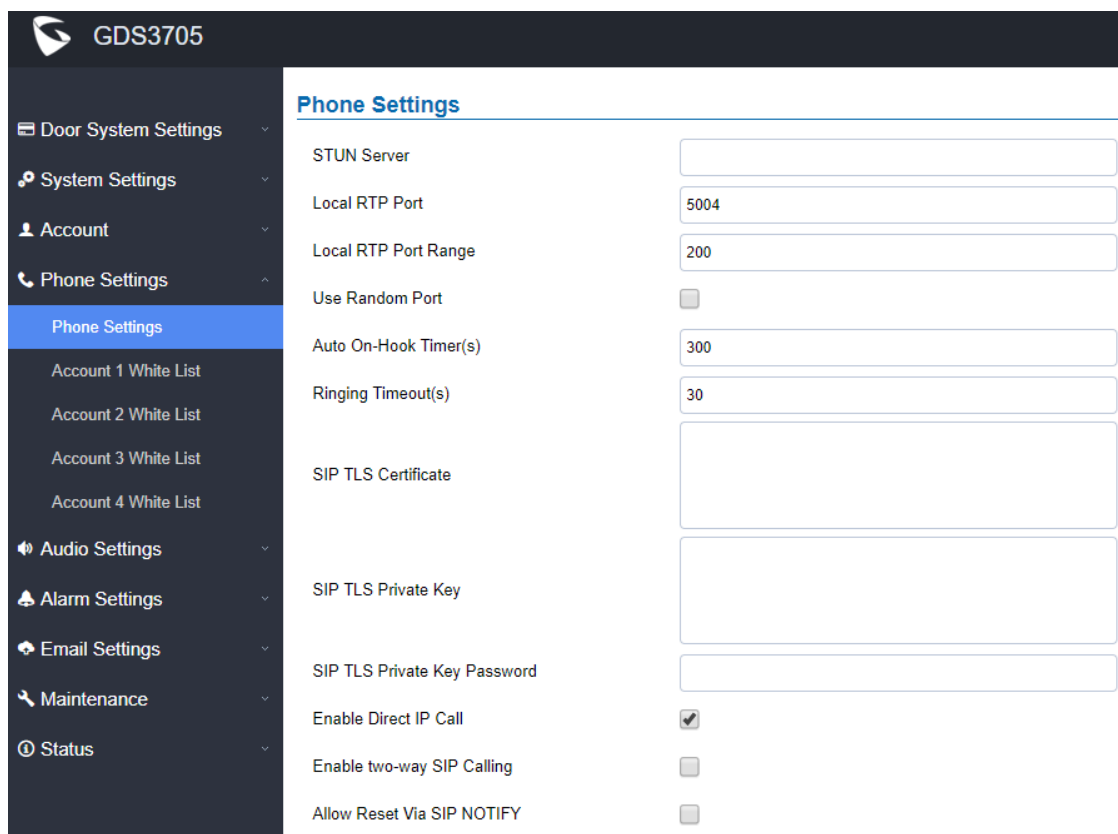 GDS3705
Door System Settings
System Settings
Account
Phone Settings
Phone Settings
Account 1 White List
Account 2 White List
Account 3 White List
Account 4 White List
Audio Settings
Alarm Settings
Email Settings
Maintenance
Status
Phone Settings
STUN Server
Local RTP Port 5004
Local RTP Port Range 200
Use Random Port
Auto On-Hook Timer(s) 300
Ringing Timeout(s) 30
SIP TLS Certificate
SIP TLS Private Key
SIP TLS Private Key Password
Enable Direct IP Call
Enable two-way SIP Calling
Allow Reset Via SIP NOTIFY